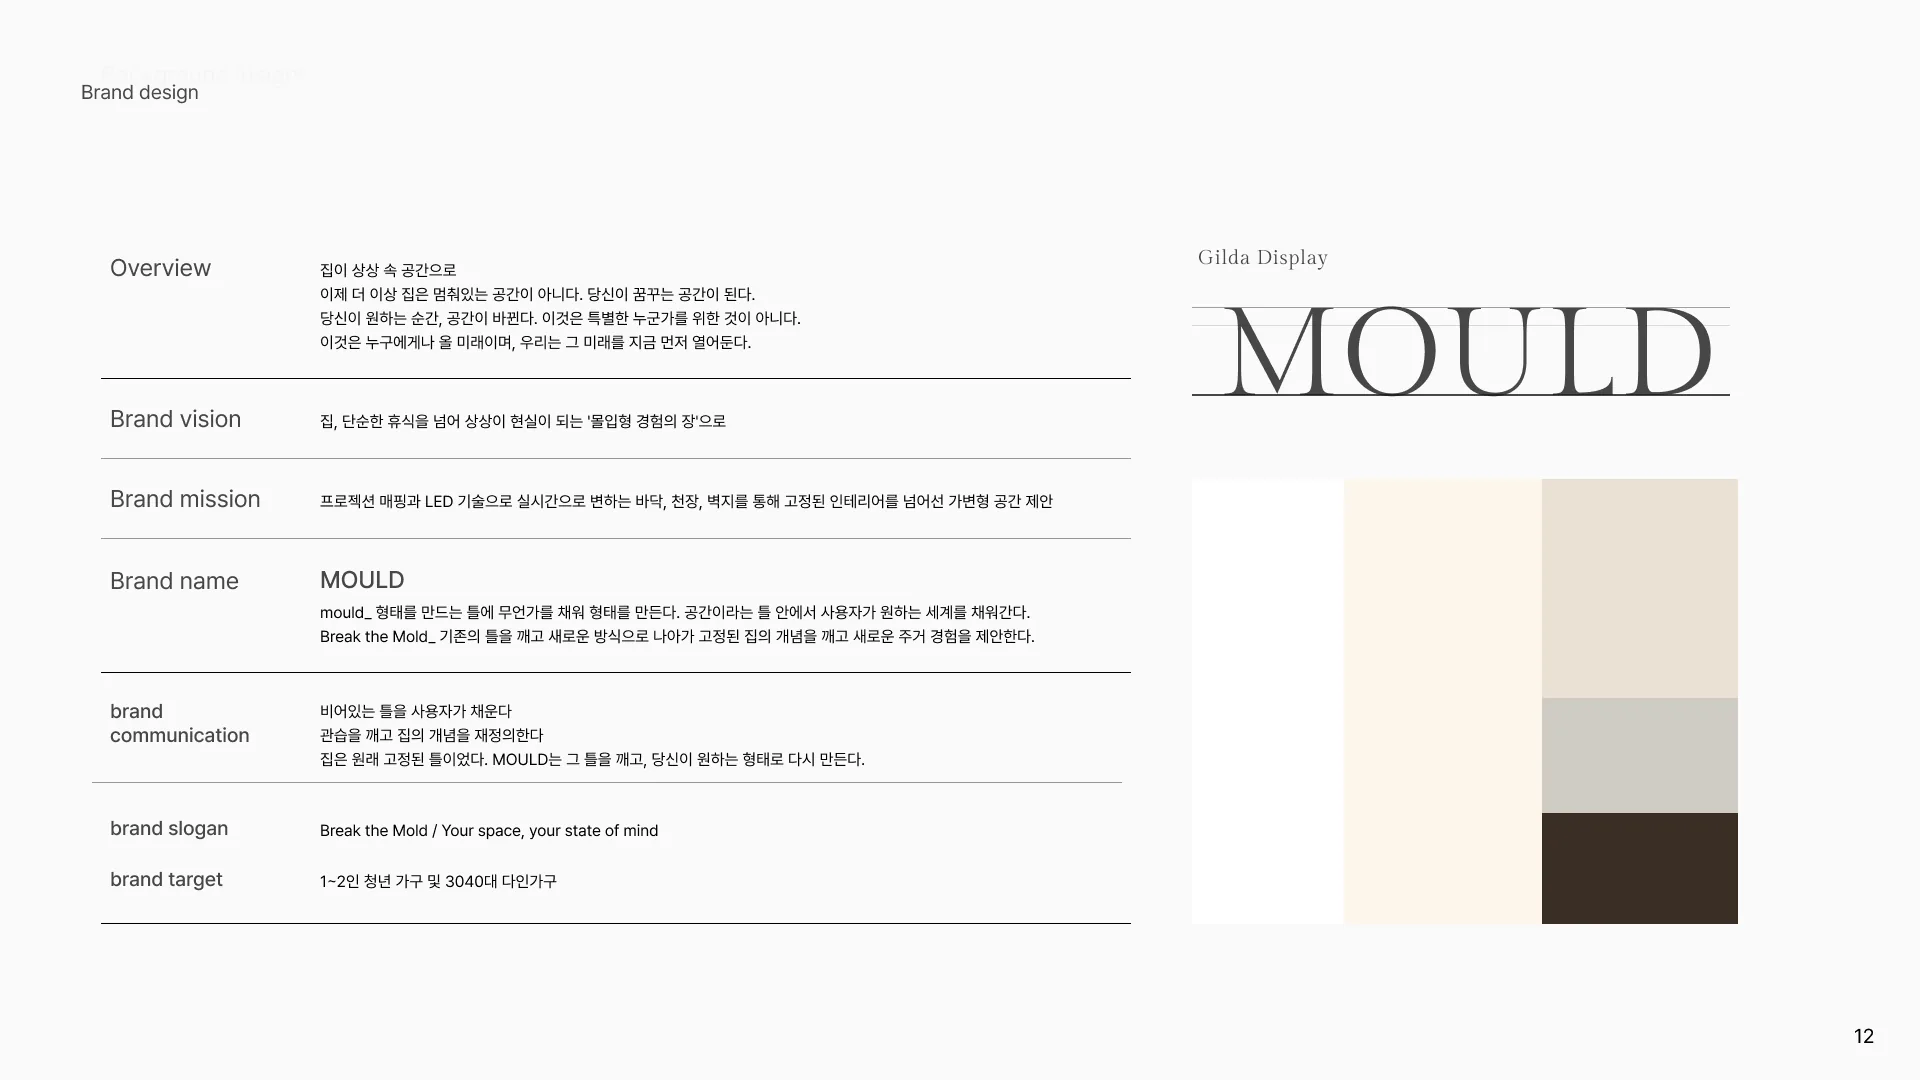 Brand design
Overview
집이 상상 속 공간으로
이제 더 이상 집은 멈춰있는 공간이 아니다. 당신이 꿈꾸는 공간이 된다.
당신이 원하는 순간, 공간이 바뀐다. 이것은 특별한 누군가를 위한 것이 아니다.
이것은 누구에게나 올 미래이며, 우리는 그 미래를 지금 먼저 열어둔다.
Brand vision
집, 단순한 휴식을 넘어 상상이 현실이 되는 '몰입형 경험의 장'으로
Brand mission
프로젝션 매핑과 LED 기술으로 실시간으로 변하는 바닥, 천장, 벽지를 통해 고정된 인테리어를 넘어선 가변형 공간 제안
Brand name
MOULD
mould_ 형태를 만드는 틀에 무언가를 채워 형태를 만든다. 공간이라는 틀 안에서 사용자가 원하는 세계를 채워간다.
Break the Mold_ 기존의 틀을 깨고 새로운 방식으로 나아가 고정된 집의 개념을 깨고 새로운 주거 경험을 제안한다.
brand
communication
비어있는 틀을 사용자가 채운다
관습을 깨고 집의 개념을 재정의한다
집은 원래 고정된 틀이었다. MOULD는 그 틀을 깨고, 당신이 원하는 형태로 다시 만든다.
brand slogan
Break the Mold / Your space, your state of mind
brand target
1~2인 청년 가구 및 3040대 다인가구
Gilda Display
MOULD
12